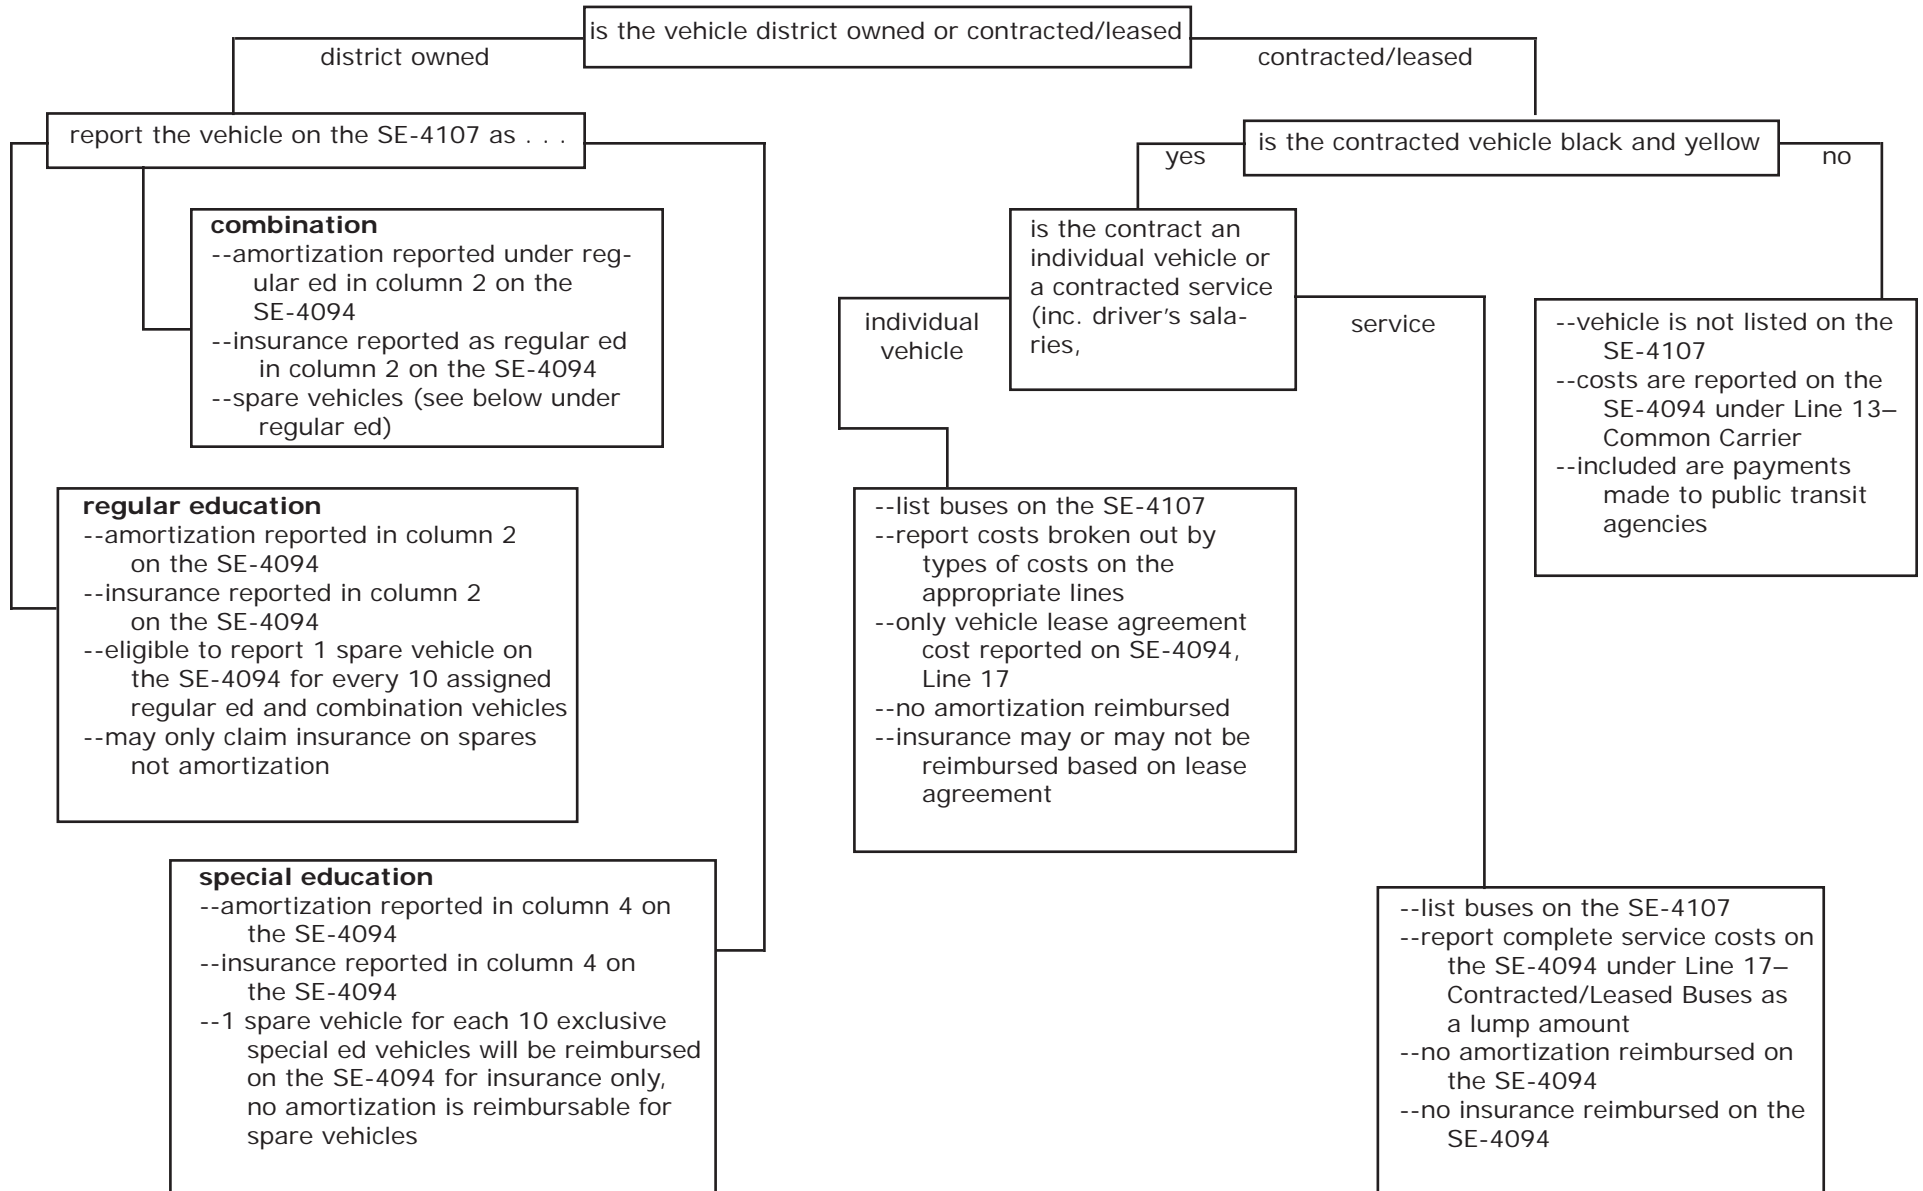 is the vehicle district owned or contracted/leased
district owned
contracted/leased
report the vehicle on the SE-4107 as . . .
is the contracted vehicle black and yellow
yes
no
combination
--amortization reported under reg-
ular ed in column 2 on the
SE-4094
--insurance reported as regular ed
in column 2 on the SE-4094
--spare vehicles (see below under
regular ed)
is the contract an
individual vehicle or
a contracted service
(inc. driver's sala-
ries,
individual
vehicle
service
--vehicle is not listed on the
SE-4107
--costs are reported on the
SE-4094 under Line 13–
Common Carrier
--included are payments
made to public transit
agencies
regular education
--amortization reported in column 2
on the SE-4094
--insurance reported in column 2
on the SE-4094
--eligible to report 1 spare vehicle on
the SE-4094 for every 10 assigned
regular ed and combination vehicles
--may only claim insurance on spares
not amortization
--list buses on the SE-4107
--report costs broken out by
types of costs on the
appropriate lines
--only vehicle lease agreement
cost reported on SE-4094,
Line 17
--no amortization reimbursed
--insurance may or may not be
reimbursed based on lease
agreement
special education
--amortization reported in column 4 on
the SE-4094
--insurance reported in column 4 on
the SE-4094
--1 spare vehicle for each 10 exclusive
special ed vehicles will be reimbursed
on the SE-4094 for insurance only,
no amortization is reimbursable for
spare vehicles
--list buses on the SE-4107
--report complete service costs on
the SE-4094 under Line 17–
Contracted/Leased Buses as
a lump amount
--no amortization reimbursed on
the SE-4094
--no insurance reimbursed on the
SE-4094